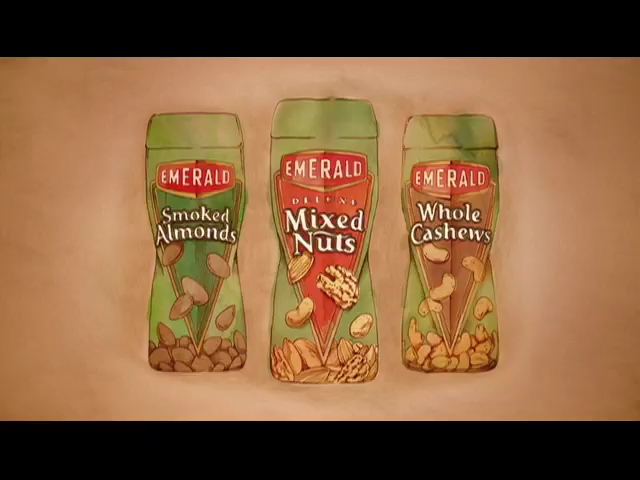 EMERALD
Smoked
Almonds
EMERALD
DELUXE
Mixed
Nuts
EMERALD
Whole
Cashews